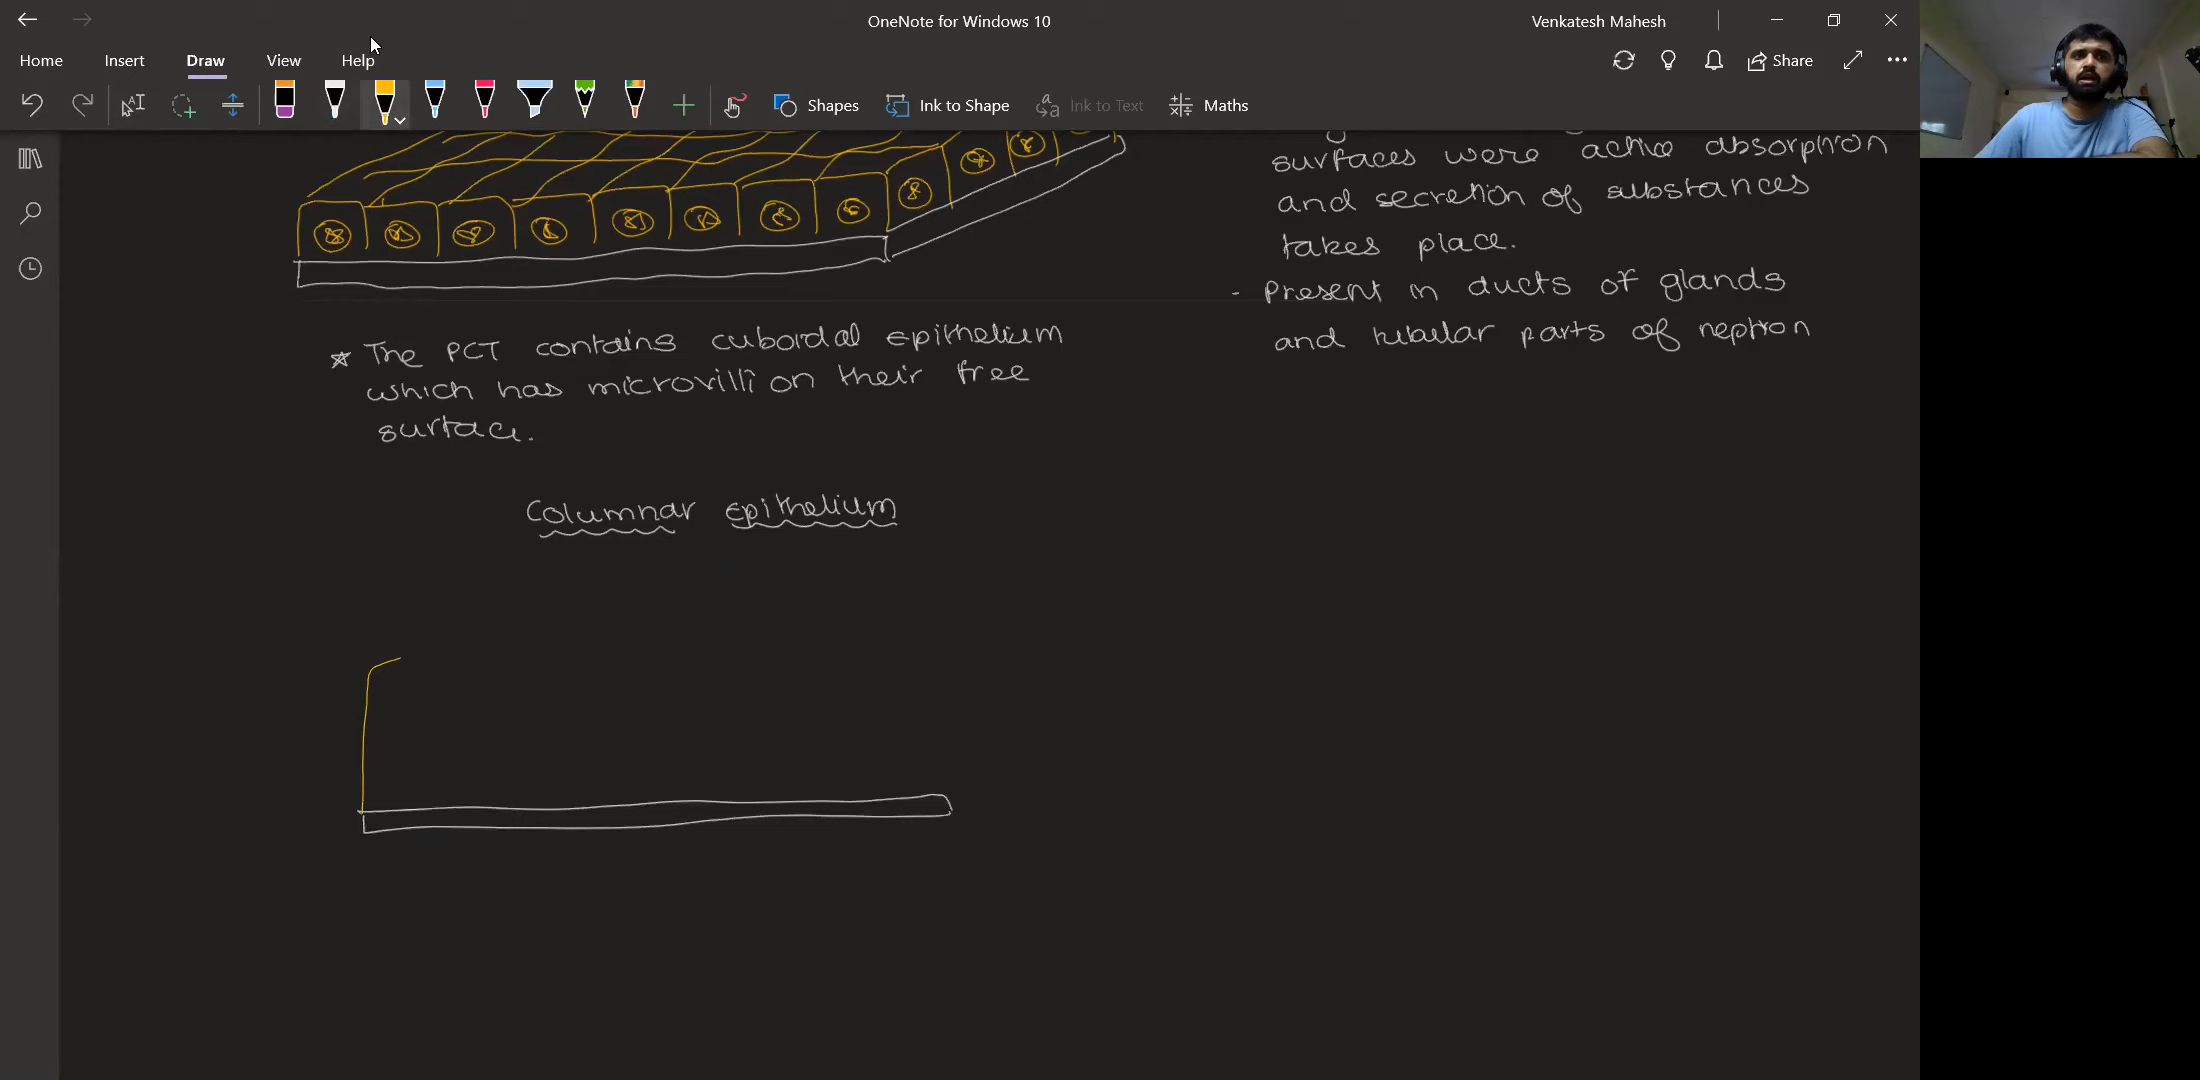 OneNote for Windows 10
Venkatesh Mahesh
Home Insert Draw View Help
Share
Shapes Ink to Shape Ink to Text Maths
surfaces were active absorption
and secretion of substances
takes place.
- Present in ducts of glands
and tubular parts of nephron
* The PCT contains cuboidal epithelium
which has microvilli on their free
surface.
Columnar epithelium